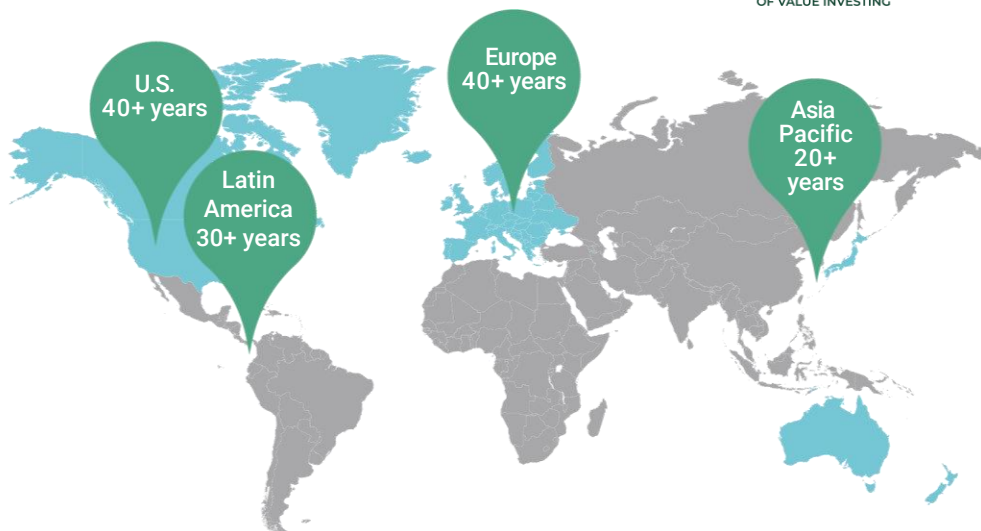 OF VALUE INVESTING
U.S.
40+ years
Latin
America
30+ years
Europe
40+ years
Asia
Pacific
20+
years